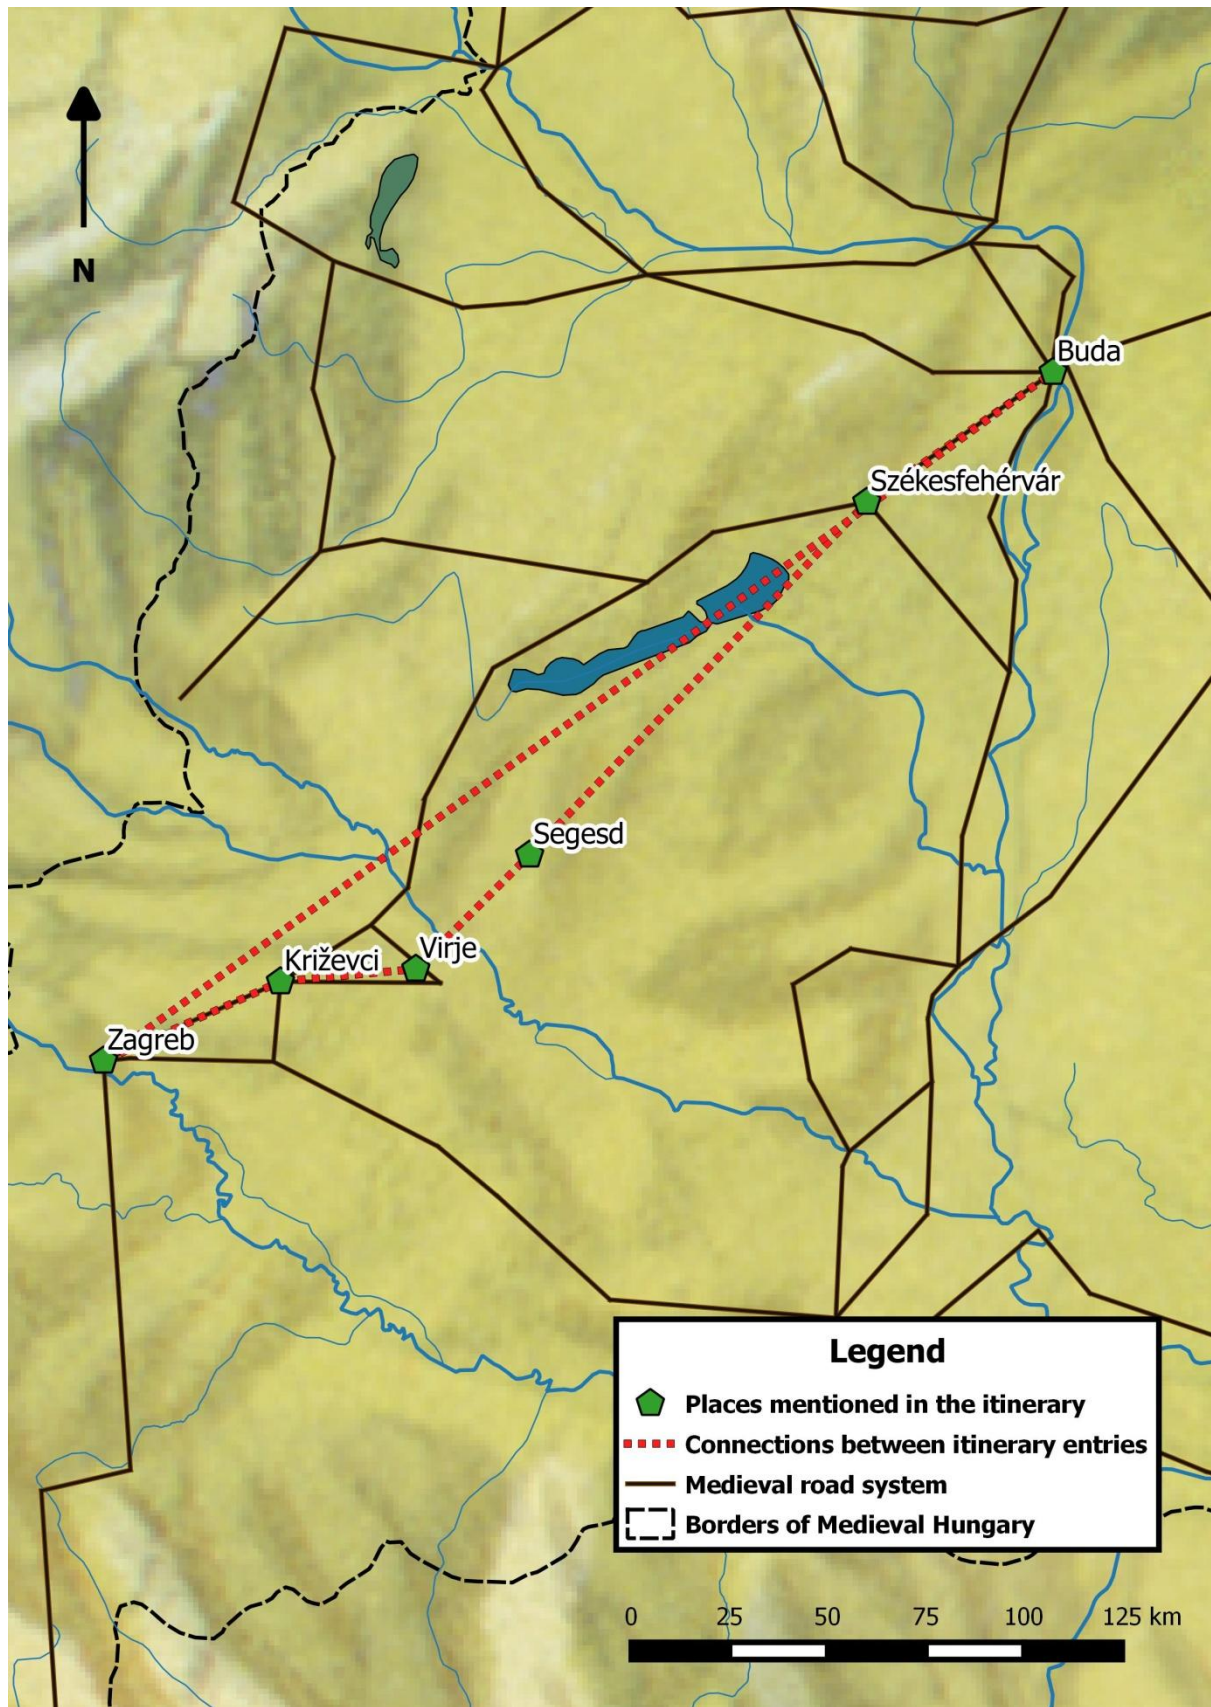 N
Buda
Székesfehérvár
Segesd
Virje
Križevci
Zagreb
Legend
Places mentioned in the itinerary
Connections between itinerary entries
Medieval road system
Borders of Medieval Hungary
0 25 50 75 100 125 km